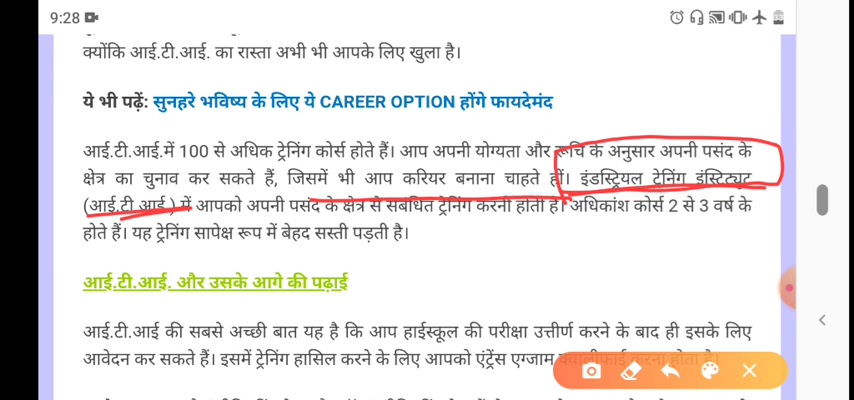 9:28
क्योंकि आई.टी.आई. का रास्ता अभी भी आपके लिए खुला है।
ये भी पढ़ें: सुनहरे भविष्य के लिए ये CAREER OPTION होंगे फायदेमंद
आई.टी.आई.में 100 से अधिक ट्रेनिंग कोर्स होते हैं। आप अपनी योग्यता और रूचि के अनुसार अपनी पसंद के
क्षेत्र का चुनाव कर सकते हैं, जिसमें भी आप करियर बनाना चाहते हों। इंडस्ट्रियल टेनिंग इंस्टिट्यूट
(आई.टी.आई.) में आपको अपनी पसंद के क्षेत्र से संबंधित ट्रेनिंग करनी होती है। अधिकांश कोर्स 2 से 3 वर्ष के
होते हैं। यह ट्रेनिंग सापेक्ष रूप में बेहद सस्ती पड़ती है।
आई.टी.आई. और उसके आगे की पढ़ाई
आई.टी.आई की सबसे अच्छी बात यह है कि आप हाईस्कूल की परीक्षा उत्तीर्ण करने के बाद ही इसके लिए
आवेदन कर सकते हैं। इसमें ट्रेनिंग हासिल करने के लिए आपको एंट्रेंस एग्जाम क्वालीफाई करना होता है।